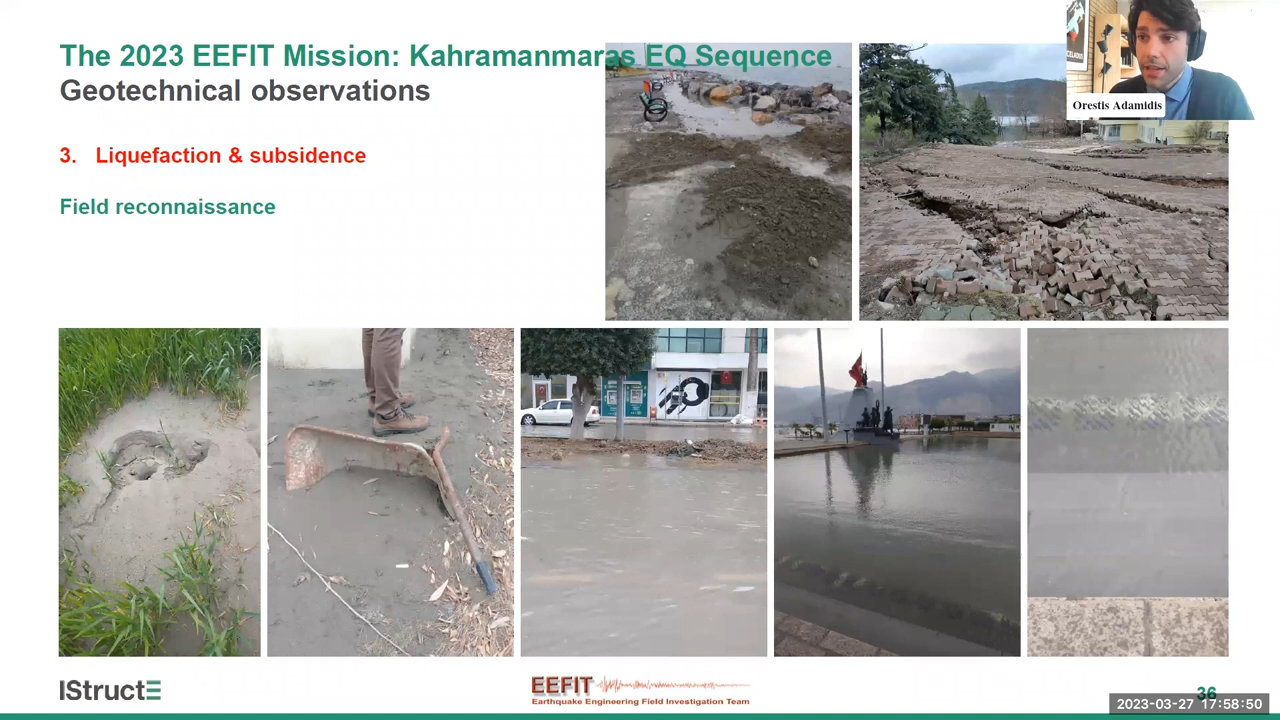 The 2023 EEFIT Mission: Kahramanmaras EQ Sequence
Geotechnical observations
Orestis Adamidis
3. Liquefaction & subsidence
Field reconnaissance
IStructE
EEFIT
Earthquake Engineering Field Investigation Team
36
2023-03-27 17:58:50